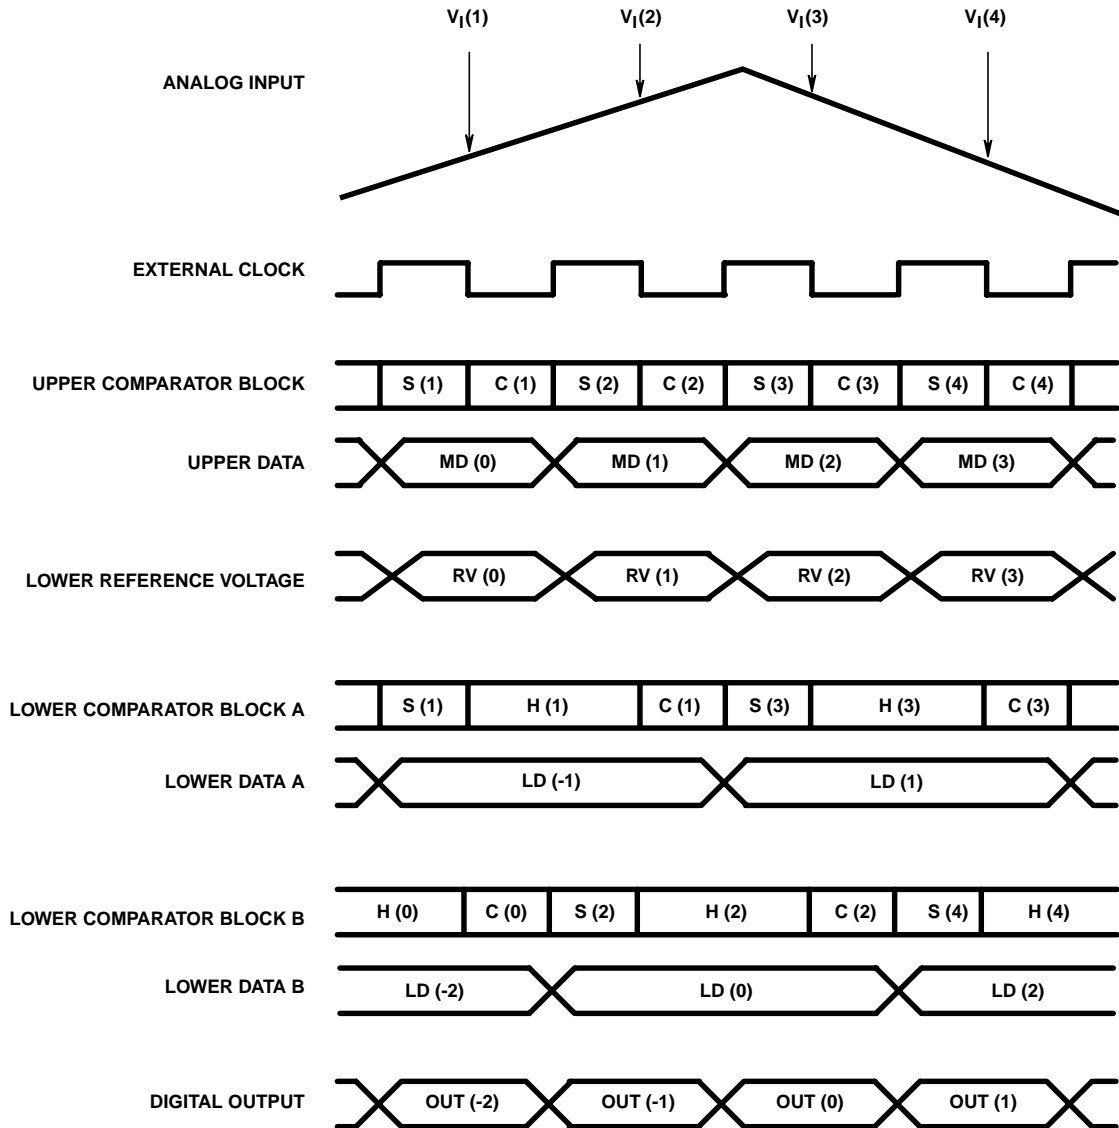 VI(1) VI(2) VI(3) VI(4)
ANALOG INPUT
EXTERNAL CLOCK
UPPER COMPARATOR BLOCK S (1) C (1) S (2) C (2) S (3) C (3) S (4) C (4)
UPPER DATA MD (0) MD (1) MD (2) MD (3)
LOWER REFERENCE VOLTAGE RV (0) RV (1) RV (2) RV (3)
LOWER COMPARATOR BLOCK A S (1) H (1) C (1) S (3) H (3) C (3)
LOWER DATA A LD (-1) LD (1)
LOWER COMPARATOR BLOCK B H (0) C (0) S (2) H (2) C (2) S (4) H (4)
LOWER DATA B LD (-2) LD (0) LD (2)
DIGITAL OUTPUT OUT (-2) OUT (-1) OUT (0) OUT (1)